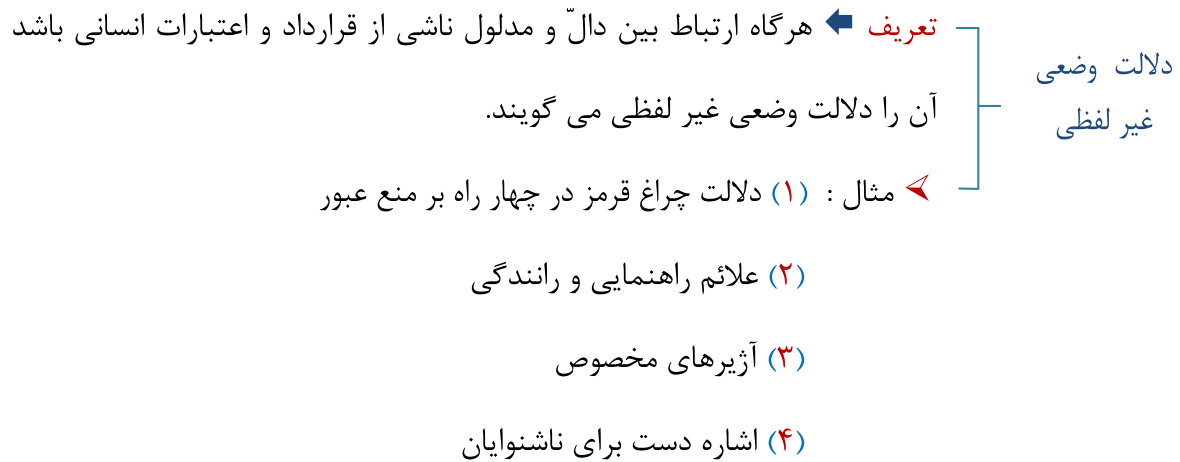 دلالت وضعی
غیر لفظی
تعریف هرگاه ارتباط بین دالّ و مدلول ناشی از قرارداد و اعتبارات انسانی باشد
آن را دلالت وضعی غیر لفظی می گویند.
مثال : (۱) دلالت چراغ قرمز در چهار راه بر منع عبور
(۲) علائم راهنمایی و رانندگی
(۳) آژیرهای مخصوص
(۴) اشاره دست برای ناشنوایان